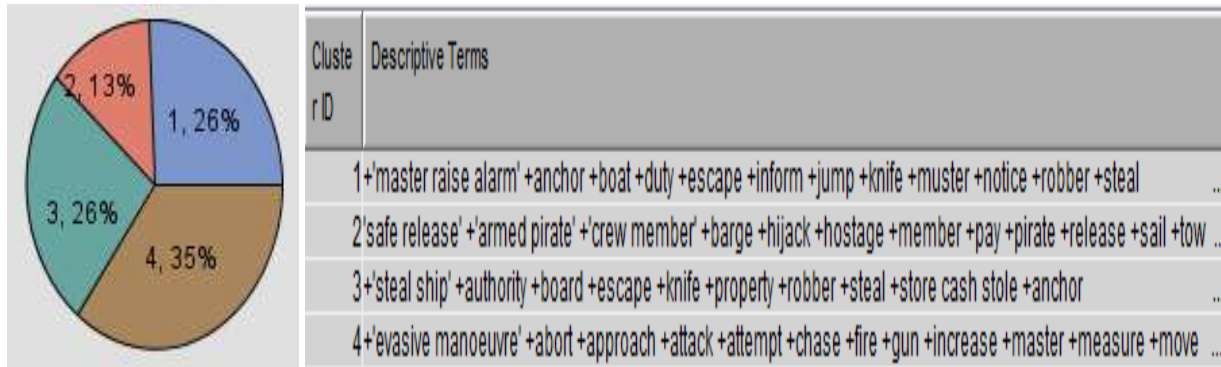 2, 13%
1, 26%
3, 26%
4, 35%
Cluste
r ID
Descriptive Terms
1 +'master raise alarm' +anchor +boat +duty +escape +inform +jump +knife +muster +notice +robber +steal ...
2 'safe release' +'armed pirate' +'crew member' +barge +hijack +hostage +member +pay +pirate +release +sail +tow ...
3 +'steal ship' +authority +board +escape +knife +property +robber +steal +store cash stole +anchor ...
4 +'evasive manoeuvre' +abort +approach +attack +attempt +chase +fire +gun +increase +master +measure +move ...